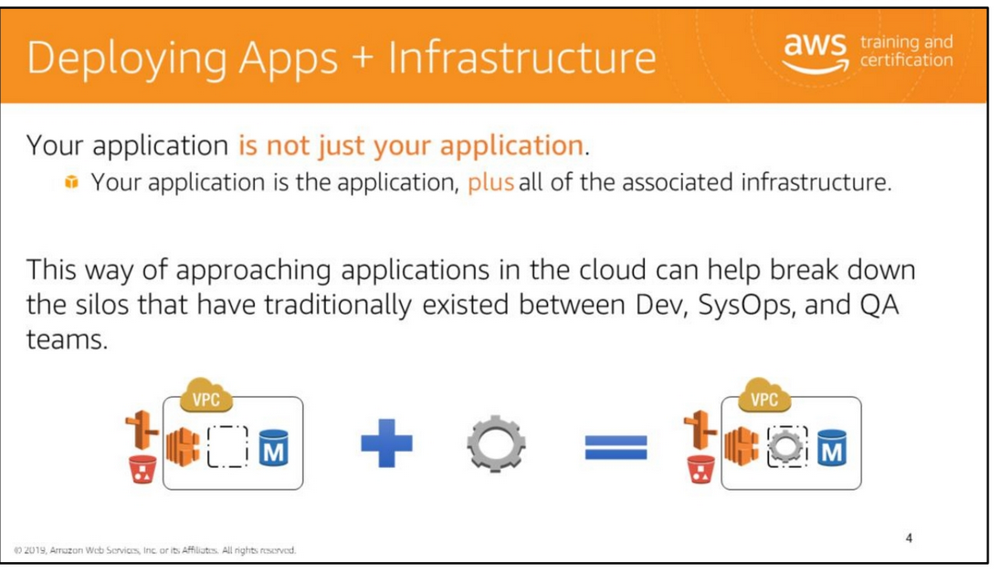 Deploying Apps + Infrastructure
aws training and
certification
Your application is not just your application.
Your application is the application, plus all of the associated infrastructure.
This way of approaching applications in the cloud can help break down
the silos that have traditionally existed between Dev, SysOps, and QA
teams.
VPC
M
VPC
M
4
© 2019, Amazon Web Services, Inc. or its Affiliates. All rights reserved.